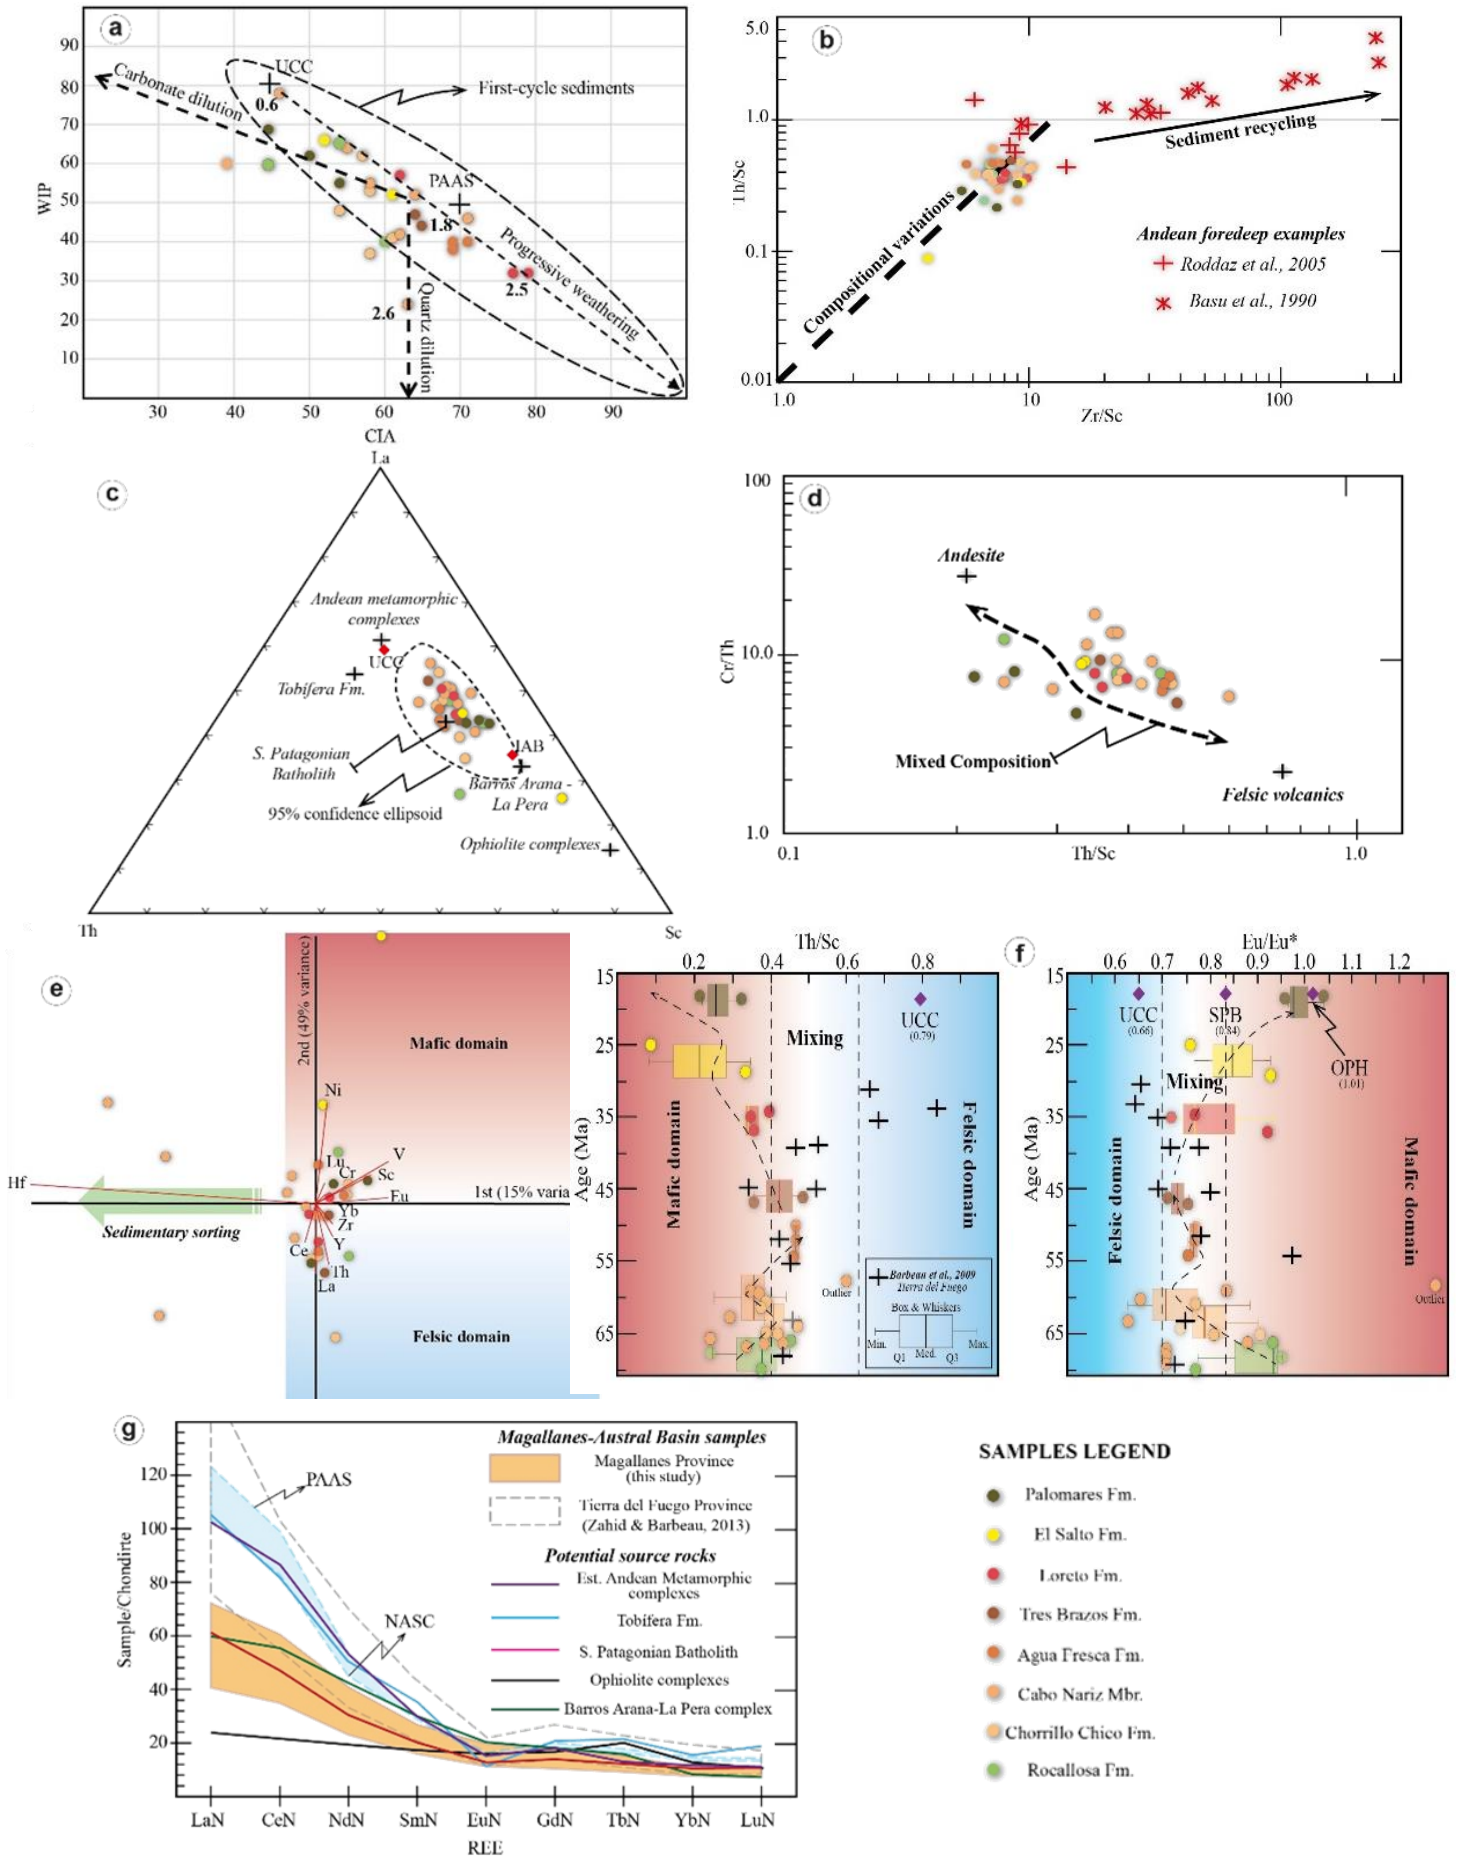 a
90
80
70
60
50
40
30
20
10
WIP
30
40
50
60
70
80
90
CIA
UCC
0.6
Carbonate dilution
First-cycle sediments
PAAS
1.8
2.5
2.6
Progressive weathering
Quartz dilution
b
5.0
1.0
0.1
0.01
Th/Sc
1.0
10
100
Zr/Sc
Sediment recycling
Compositional variations
Andean foredeep examples
Roddaz et al., 2005
Basu et al., 1990
c
La
Th
Sc
Andean metamorphic
complexes
UCC
Tobífera Fm.
S. Patagonian
Batholith
95% confidence ellipsoid
IAB
Barros Arana -
La Pera
Ophiolite complexes
d
100
10.0
1.0
Cr/Th
0.1
Th/Sc
1.0
Andesite
Mixed Composition
Felsic volcanics
e
2nd (49% variance)
Mafic domain
Ni
Lu
Cr
V
Sc
Eu
Hf
1st (15% varia
Yb
Zr
Y
Ce
Th
La
Sedimentary sorting
Felsic domain
f
Th/Sc
0.2
0.4
0.6
0.8
15
25
35
45
55
65
Age (Ma)
Mixing
UCC
(0.79)
Mafic domain
Felsic domain
Outlier
Barbeau et al., 2009
Tierra del Fuego
Box & Whiskers
Min.
Q1
Med.
Q3
Max.
Eu/Eu*
0.6
0.7
0.8
0.9
1.0
1.1
1.2
15
25
35
45
55
65
Age (Ma)
UCC
(0.66)
SPB
(0.84)
OPH
(1.01)
Mixing
Felsic domain
Mafic domain
Outlier
g
120
100
80
60
40
20
Sample/Chondirte
LaN
CeN
NdN
SmN
EuN
GdN
TbN
YbN
LuN
REE
PAAS
NASC
Magallanes-Austral Basin samples
Magallanes Province
(this study)
Tierra del Fuego Province
(Zahid & Barbeau, 2013)
Potential source rocks
Est. Andean Metamorphic
complexes
Tobífera Fm.
S. Patagonian Batholith
Ophiolite complexes
Barros Arana-La Pera complex
SAMPLES LEGEND
Palomares Fm.
El Salto Fm.
Loreto Fm.
Tres Brazos Fm.
Agua Fresca Fm.
Cabo Nariz Mbr.
Chorrillo Chico Fm.
Rocallosa Fm.